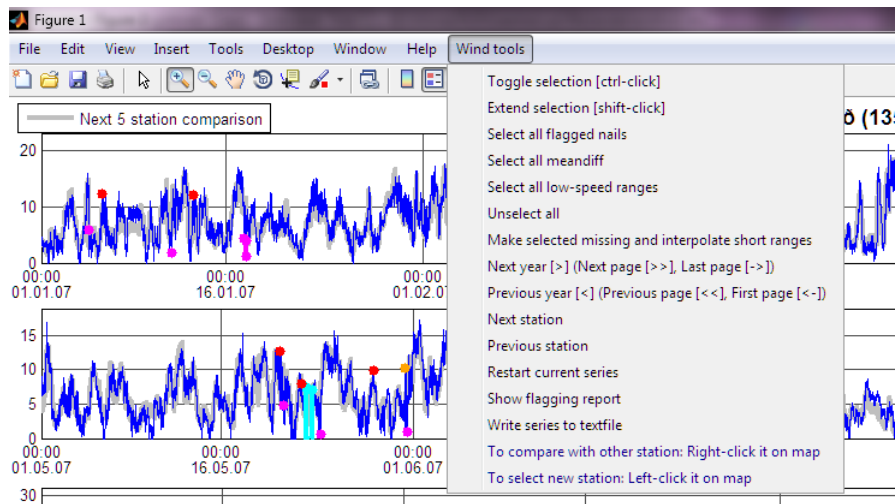 Figure 1
File Edit View Insert Tools Desktop Window Help Wind tools
Toggle selection [ctrl-click]
Extend selection [shift-click]
Select all flagged nails
Select all meandiff
Select all low-speed ranges
Unselect all
Make selected missing and interpolate short ranges
Next year [>] (Next page [>>], Last page [->])
Previous year [<] (Previous page [<<], First page [<-])
Next station
Previous station
Restart current series
Show flagging report
Write series to textfile
To compare with other station: Right-click it on map
To select new station: Left-click it on map
Next 5 station comparison
ð (135
20
10
0
00:00 00:00 00:00
01.01.07 16.01.07 01.02.0
15
10
5
0
00:00 00:00 00:00
01.05.07 16.05.07 01.06.07
30